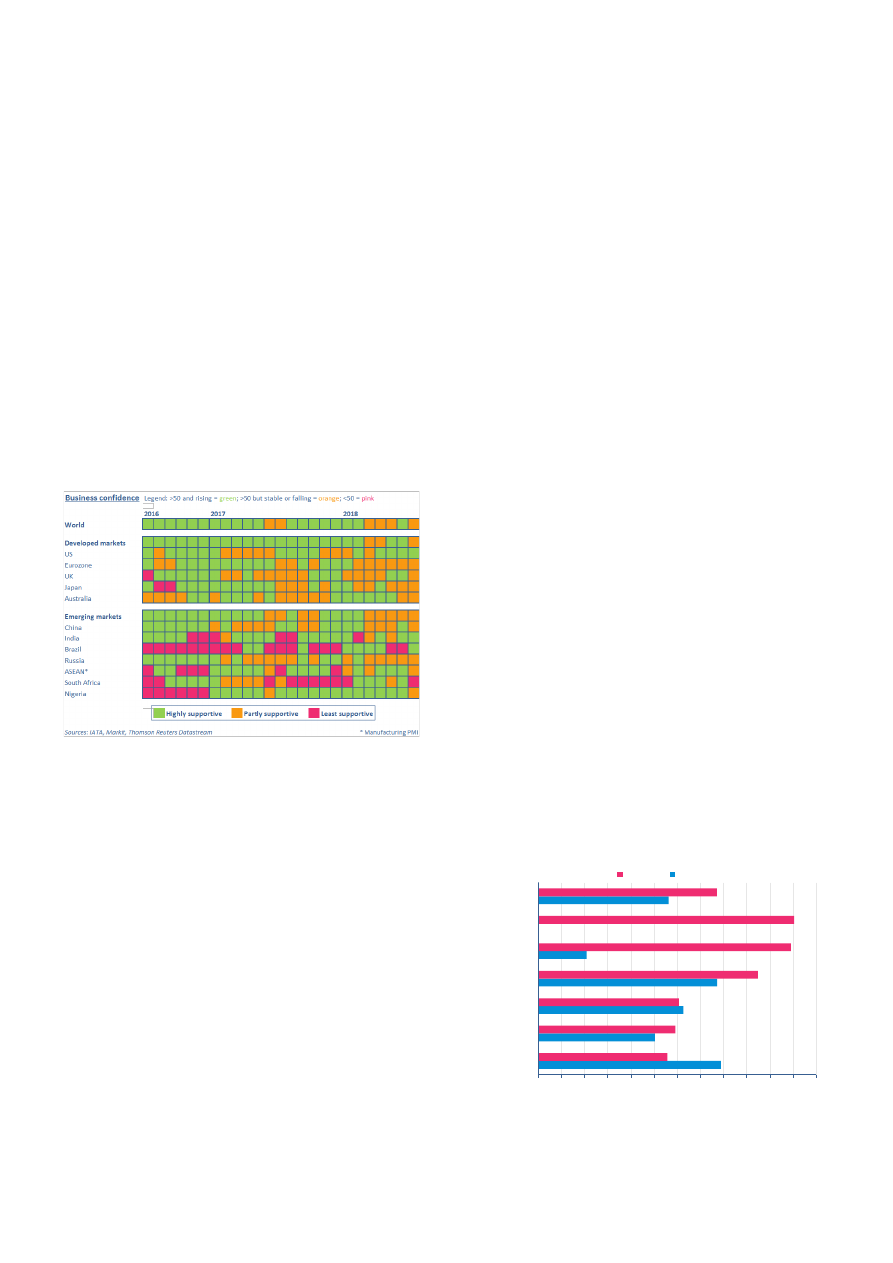 Business confidence Legend: >50 and rising = green; >50 but stable or falling = orange; <50 = pink
2016 2017 2018
World
Developed markets
US
Eurozone
UK
Japan
Australia
Emerging markets
China
India
Brazil
Russia
ASEAN*
South Africa
Nigeria
Highly supportive Partly supportive Least supportive
Sources: IATA, Markit, Thomson Reuters Datastream * Manufacturing PMI